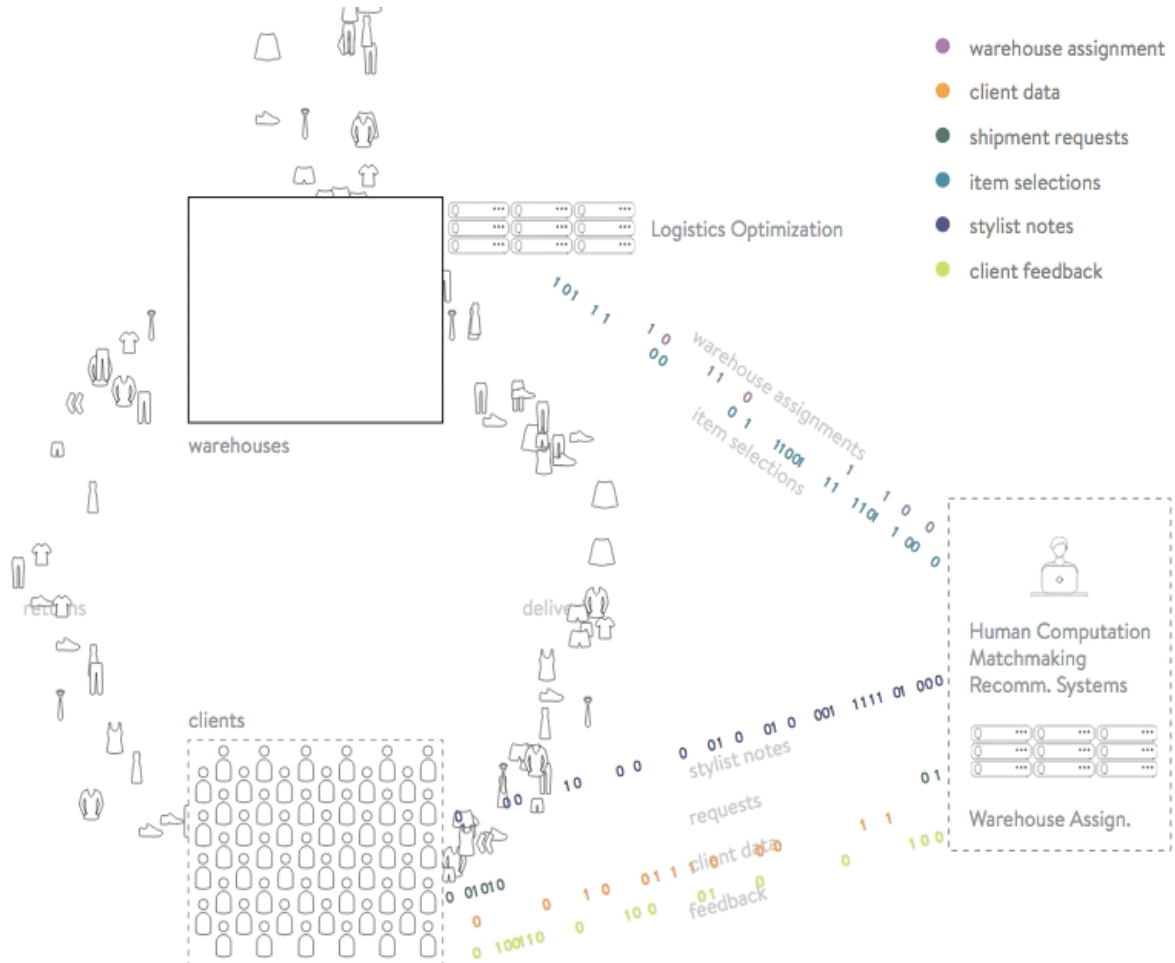 warehouse assignment
client data
shipment requests
item selections
stylist notes
client feedback
Logistics Optimization
warehouses
warehouse assignments
item selections
returns
clients
Human Computation
Matchmaking
Recomm. Systems
Warehouse Assign.
stylist notes
requests
client data
feedback